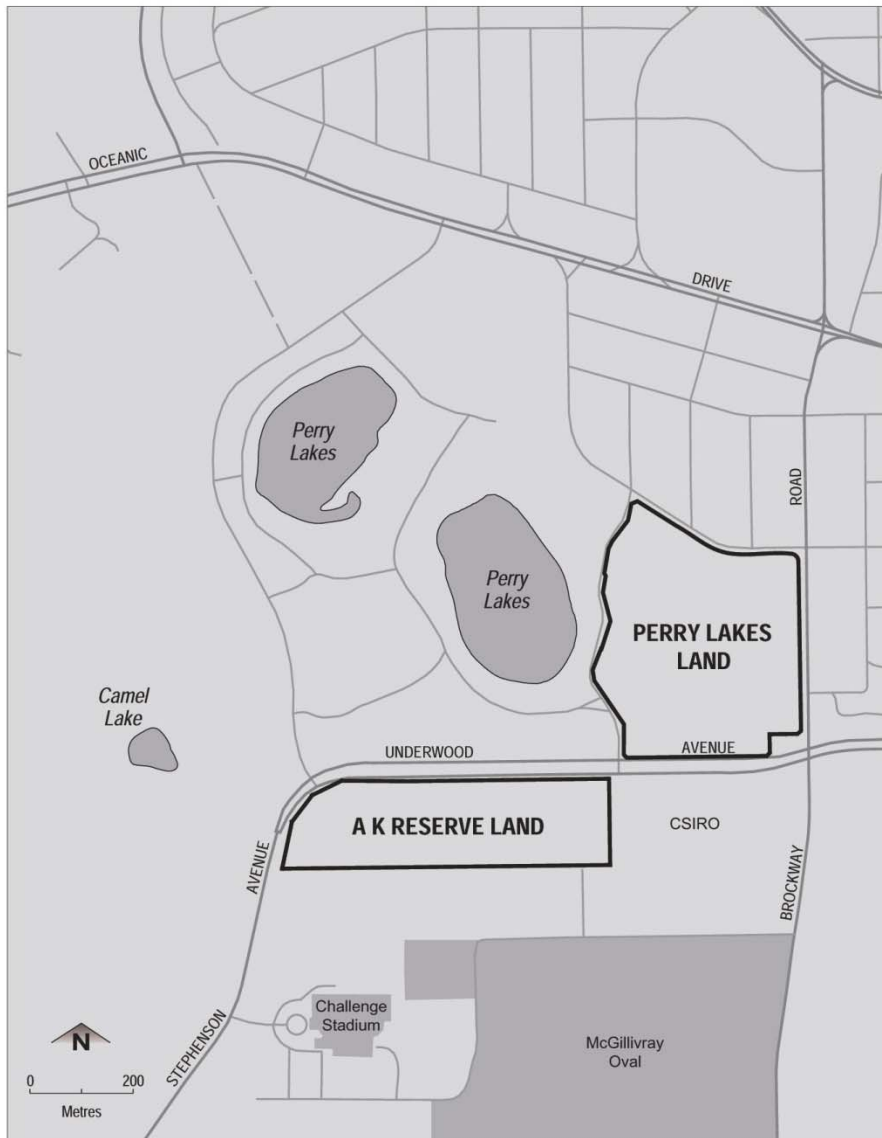 OCEANIC
DRIVE
Perry
Lakes
ROAD
Perry
Lakes
PERRY LAKES
LAND
Camel
Lake
UNDERWOOD
AVENUE
A K RESERVE LAND
CSIRO
AVENUE
BROCKWAY
Challenge
Stadium
McGillivray
Oval
STEPHENSON
N
0 200
Metres